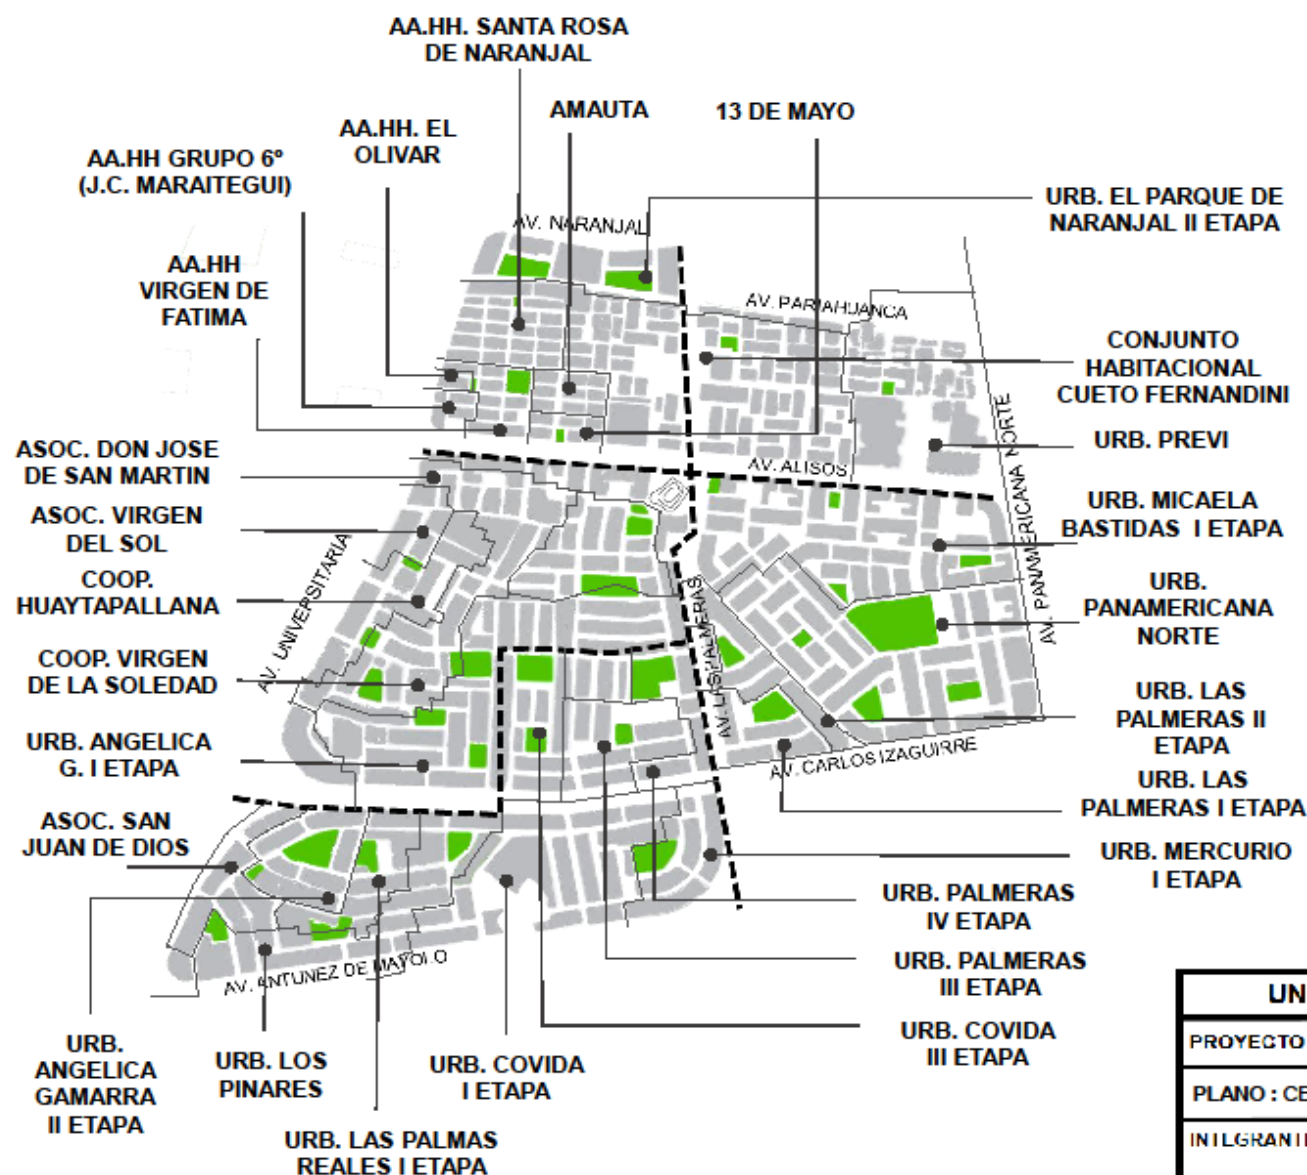 AA.HH. SANTA ROSA
DE NARANJAL
AMAUTA
13 DE MAYO
AA.HH. EL
OLIVAR
AA.HH GRUPO 6º
(J.C. MARAITEGUI)
URB. EL PARQUE DE
NARANJAL II ETAPA
AV. NARANJAL
AA.HH
VIRGEN DE
FATIMA
AV. PARIAHUANCA
CONJUNTO
HABITACIONAL
CUETO FERNANDINI
URB. PREVI
ASOC. DON JOSE
DE SAN MARTIN
AV. ALISOS
AV. PANAMERICANA NORTE
URB. MICAELA
BASTIDAS I ETAPA
ASOC. VIRGEN
DEL SOL
AV. UNIVERSITARIA
COOP.
HUAYTAPALLANA
URB.
PANAMERICANA
NORTE
AV. LAS PALMERAS
COOP. VIRGEN
DE LA SOLEDAD
URB. LAS
PALMERAS II
ETAPA
URB. ANGELICA
G. I ETAPA
AV. CARLOS IZAGUIRRE
URB. LAS
PALMERAS I ETAPA
ASOC. SAN
JUAN DE DIOS
URB. MERCURIO
I ETAPA
URB. PALMERAS
IV ETAPA
URB. PALMERAS
III ETAPA
AV. ANTUNEZ DE MAYOLO
URB. COVIDA
III ETAPA
URB.
ANGELICA
GAMARRA
II ETAPA
URB. LOS
PINARES
URB. COVIDA
I ETAPA
URB. LAS PALMAS
REALES I ETAPA
UN
PROYECTO
PLANO : CE